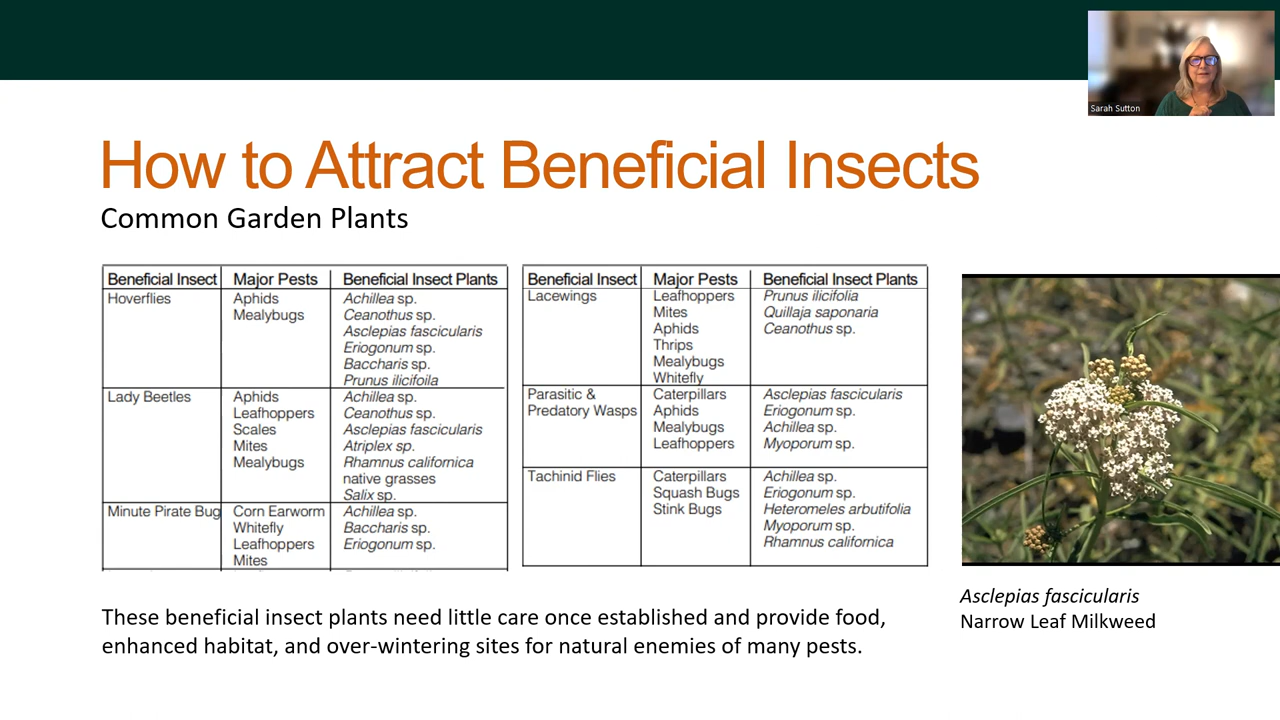 Sarah Sutton
How to Attract Beneficial Insects
Common Garden Plants
Beneficial Insect Major Pests Beneficial Insect Plants
Hoverflies Aphids Achillea sp.
Mealybugs Ceanothus sp.
Asclepias fascicularis
Eriogonum sp.
Baccharis sp.
Prunus ilicifoila
Lady Beetles Aphids Achillea sp.
Leafhoppers Ceanothus sp.
Scales Asclepias fascicularis
Mites Atriplex sp.
Mealybugs Rhamnus californica
native grasses
Salix sp.
Minute Pirate Bug Corn Earworm Achillea sp.
Whitefly Baccharis sp.
Leafhoppers Eriogonum sp.
Mites
Beneficial Insect Major Pests Beneficial Insect Plants
Lacewings Leafhoppers Prunus ilicifolia
Mites Quillaja saponaria
Aphids Ceanothus sp.
Thrips
Mealybugs
Whitefly
Parasitic & Caterpillars Asclepias fascicularis
Predatory Wasps Aphids Eriogonum sp.
Mealybugs Achillea sp.
Leafhoppers Myoporum sp.
Tachinid Flies Caterpillars Achillea sp.
Squash Bugs Eriogonum sp.
Stink Bugs Heteromeles arbutifolia
Myoporum sp.
Rhamnus californica
Asclepias fascicularis
Narrow Leaf Milkweed
These beneficial insect plants need little care once established and provide food,
enhanced habitat, and over-wintering sites for natural enemies of many pests.